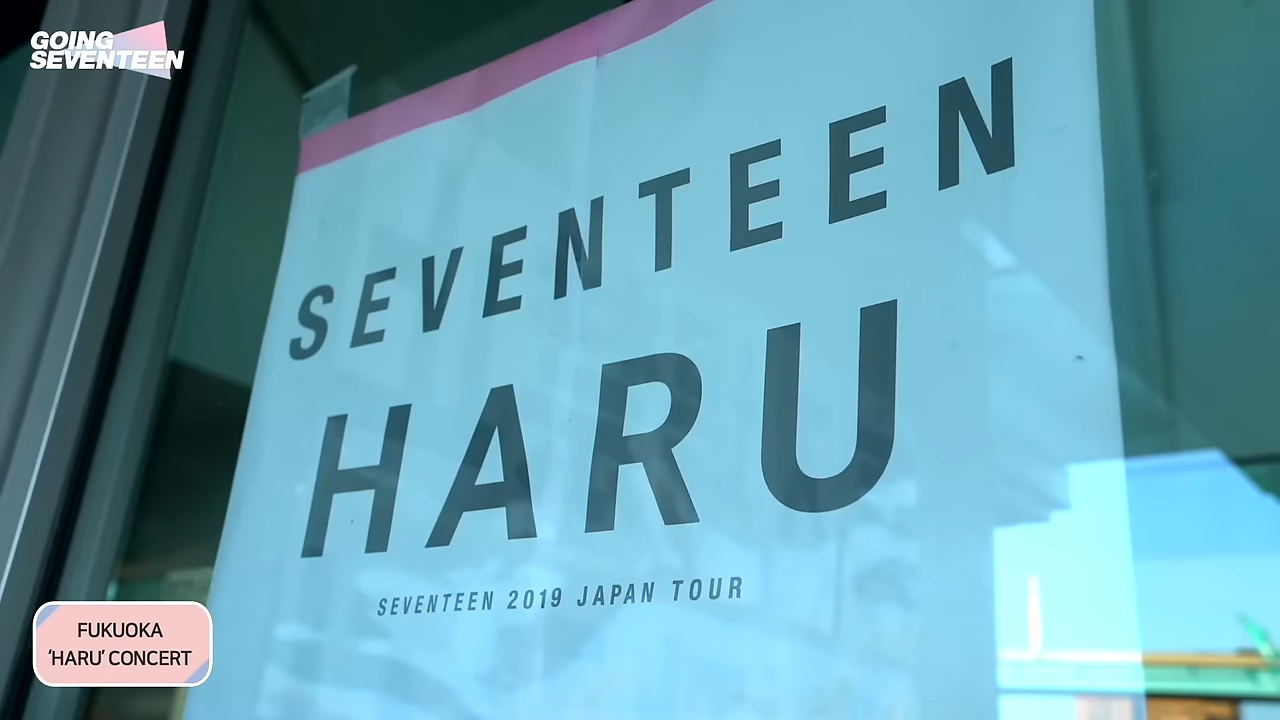 GOING
SEVENTEEN
SEVENTEEN
HARU
SEVENTEEN 2019 JAPAN TOUR
FUKUOKA
‘HARU’ CONCERT